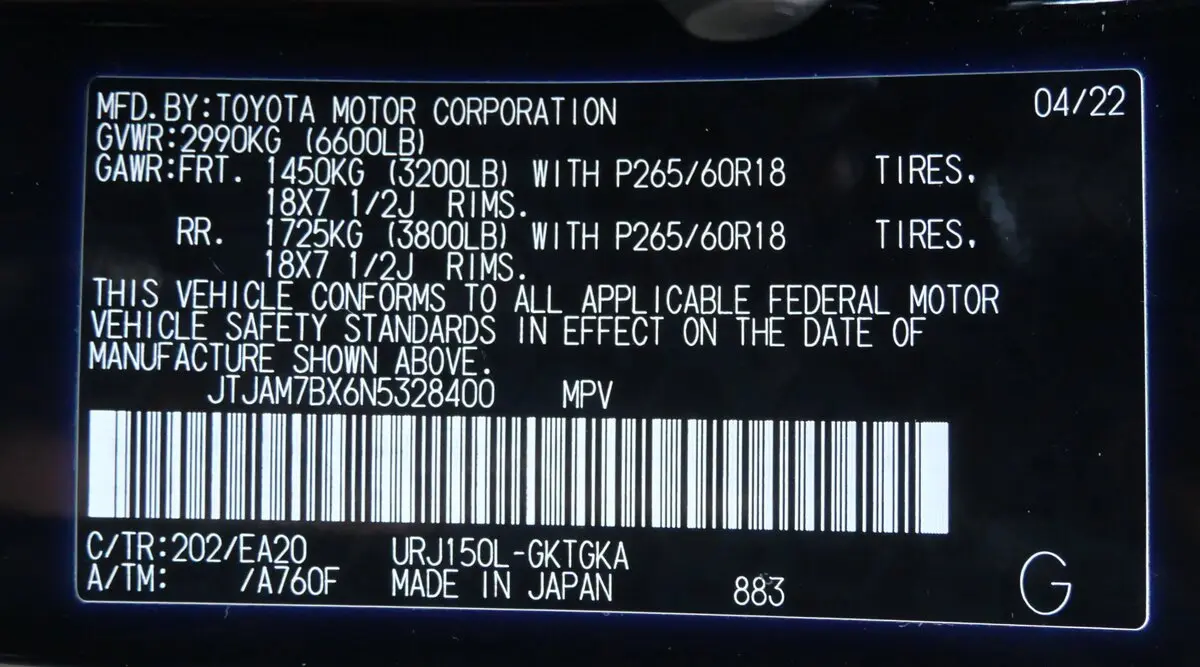 MFD.BY:TOYOTA MOTOR CORPORATION 04/22
GVWR:2990KG (6600LB)
GAWR:FRT. 1450KG (3200LB) WITH P265/60R18 TIRES.
18X7 1/2J RIMS.
RR. 1725KG (3800LB) WITH P265/60R18 TIRES.
18X7 1/2J RIMS.
THIS VEHICLE CONFORMS TO ALL APPLICABLE FEDERAL MOTOR
VEHICLE SAFETY STANDARDS IN EFFECT ON THE DATE OF
MANUFACTURE SHOWN ABOVE.
JTJAM7BX6N5328400 MPV
C/TR:202/EA20 URJ150L-GKTGKA
A/TM: /A760F MADE IN JAPAN 883 G